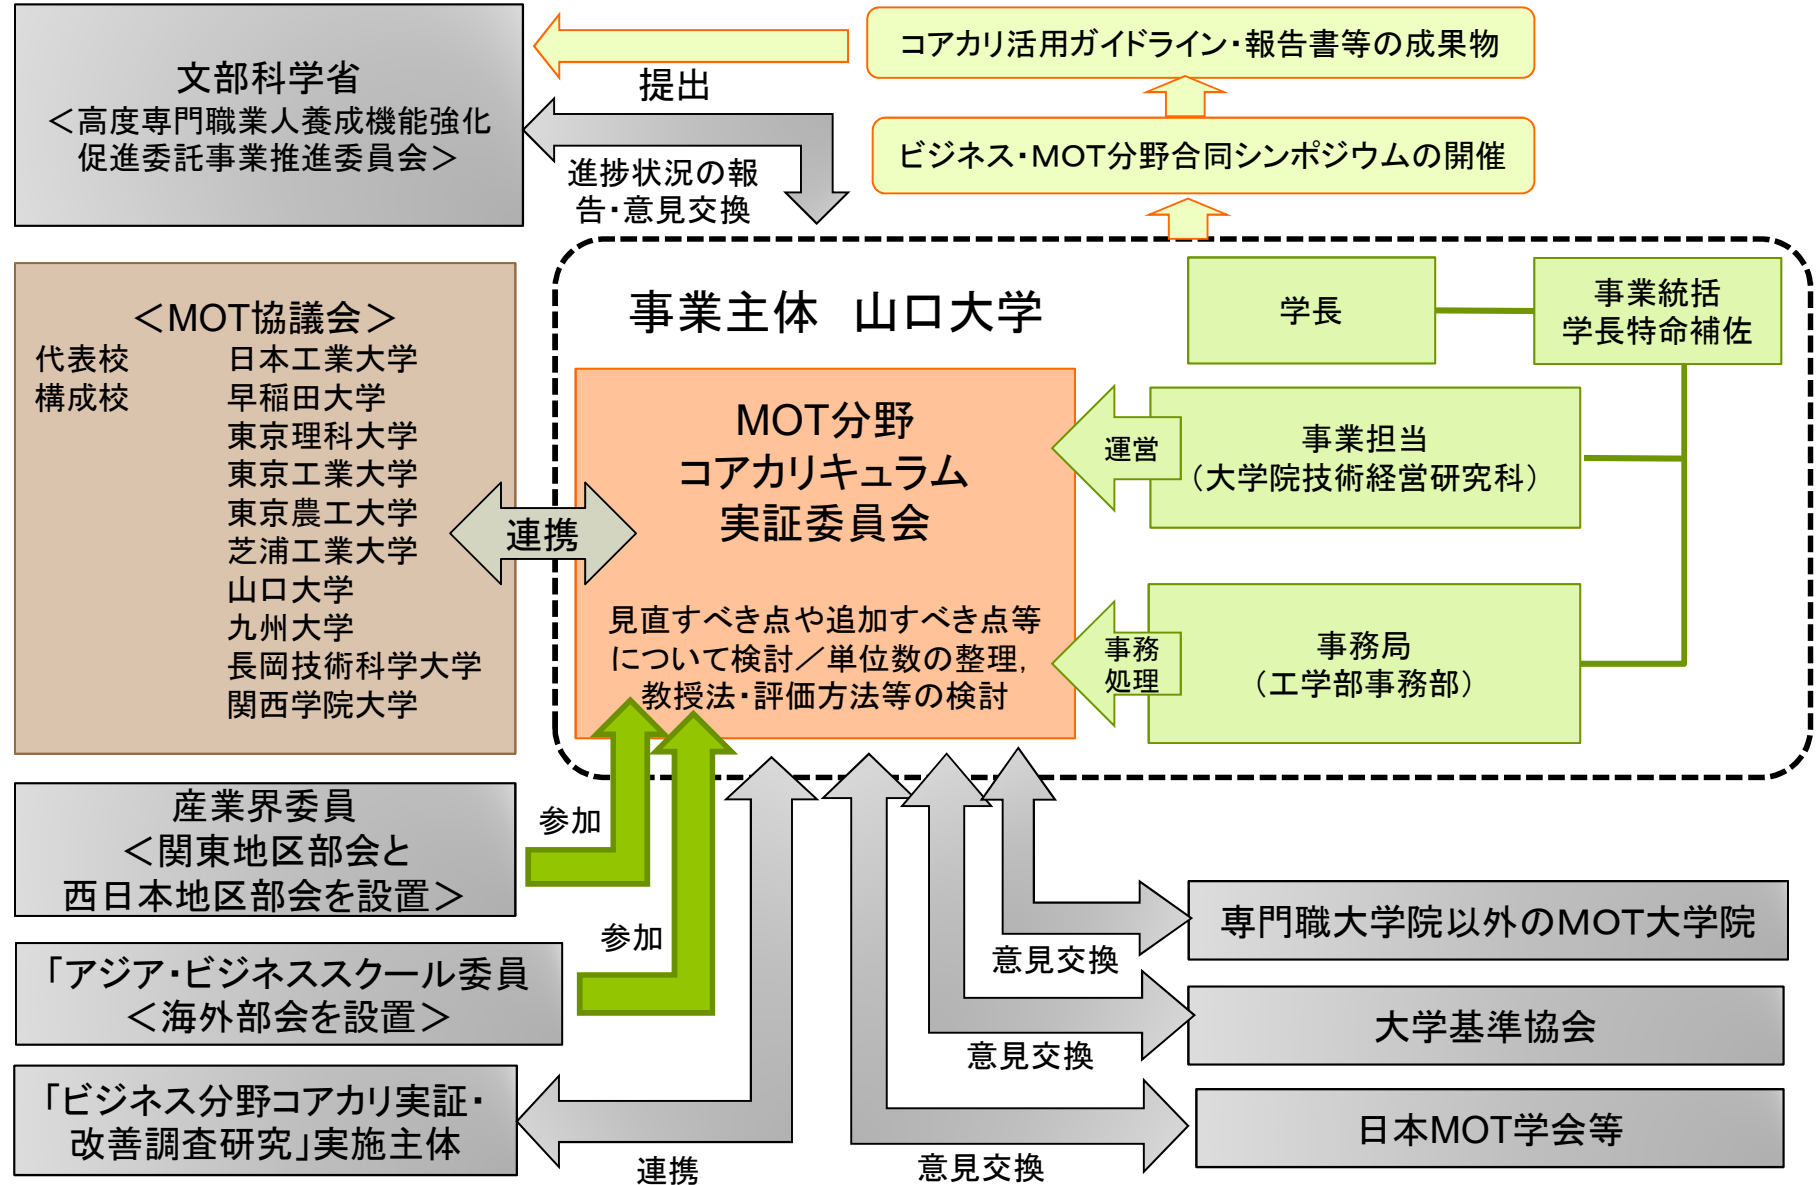 文部科学省
＜高度専門職業人養成機能強化
促進委託事業推進委員会＞
提出
進捗状況の報
告・意見交換
コアカリ活用ガイドライン・報告書等の成果物
ビジネス・MOT分野合同シンポジウムの開催
＜MOT協議会＞
代表校　日本工業大学
構成校　早稲田大学
東京理科大学
東京工業大学
東京農工大学
芝浦工業大学
山口大学
九州大学
長岡技術科学大学
関西学院大学
連携
事業主体　山口大学
MOT分野
コアカリキュラム
実証委員会
見直すべき点や追加すべき点等
について検討／単位数の整理，
教授法・評価方法等の検討
学長
事業統括
学長特命補佐
運営
事業担当
（大学院技術経営研究科）
事務
処理
事務局
（工学部事務部）
産業界委員
＜関東地区部会と
西日本地区部会を設置＞
参加
「アジア・ビジネススクール委員
＜海外部会を設置＞
参加
「ビジネス分野コアカリ実証・
改善調査研究」実施主体
連携
専門職大学院以外のMOT大学院
意見交換
大学基準協会
意見交換
日本MOT学会等
意見交換